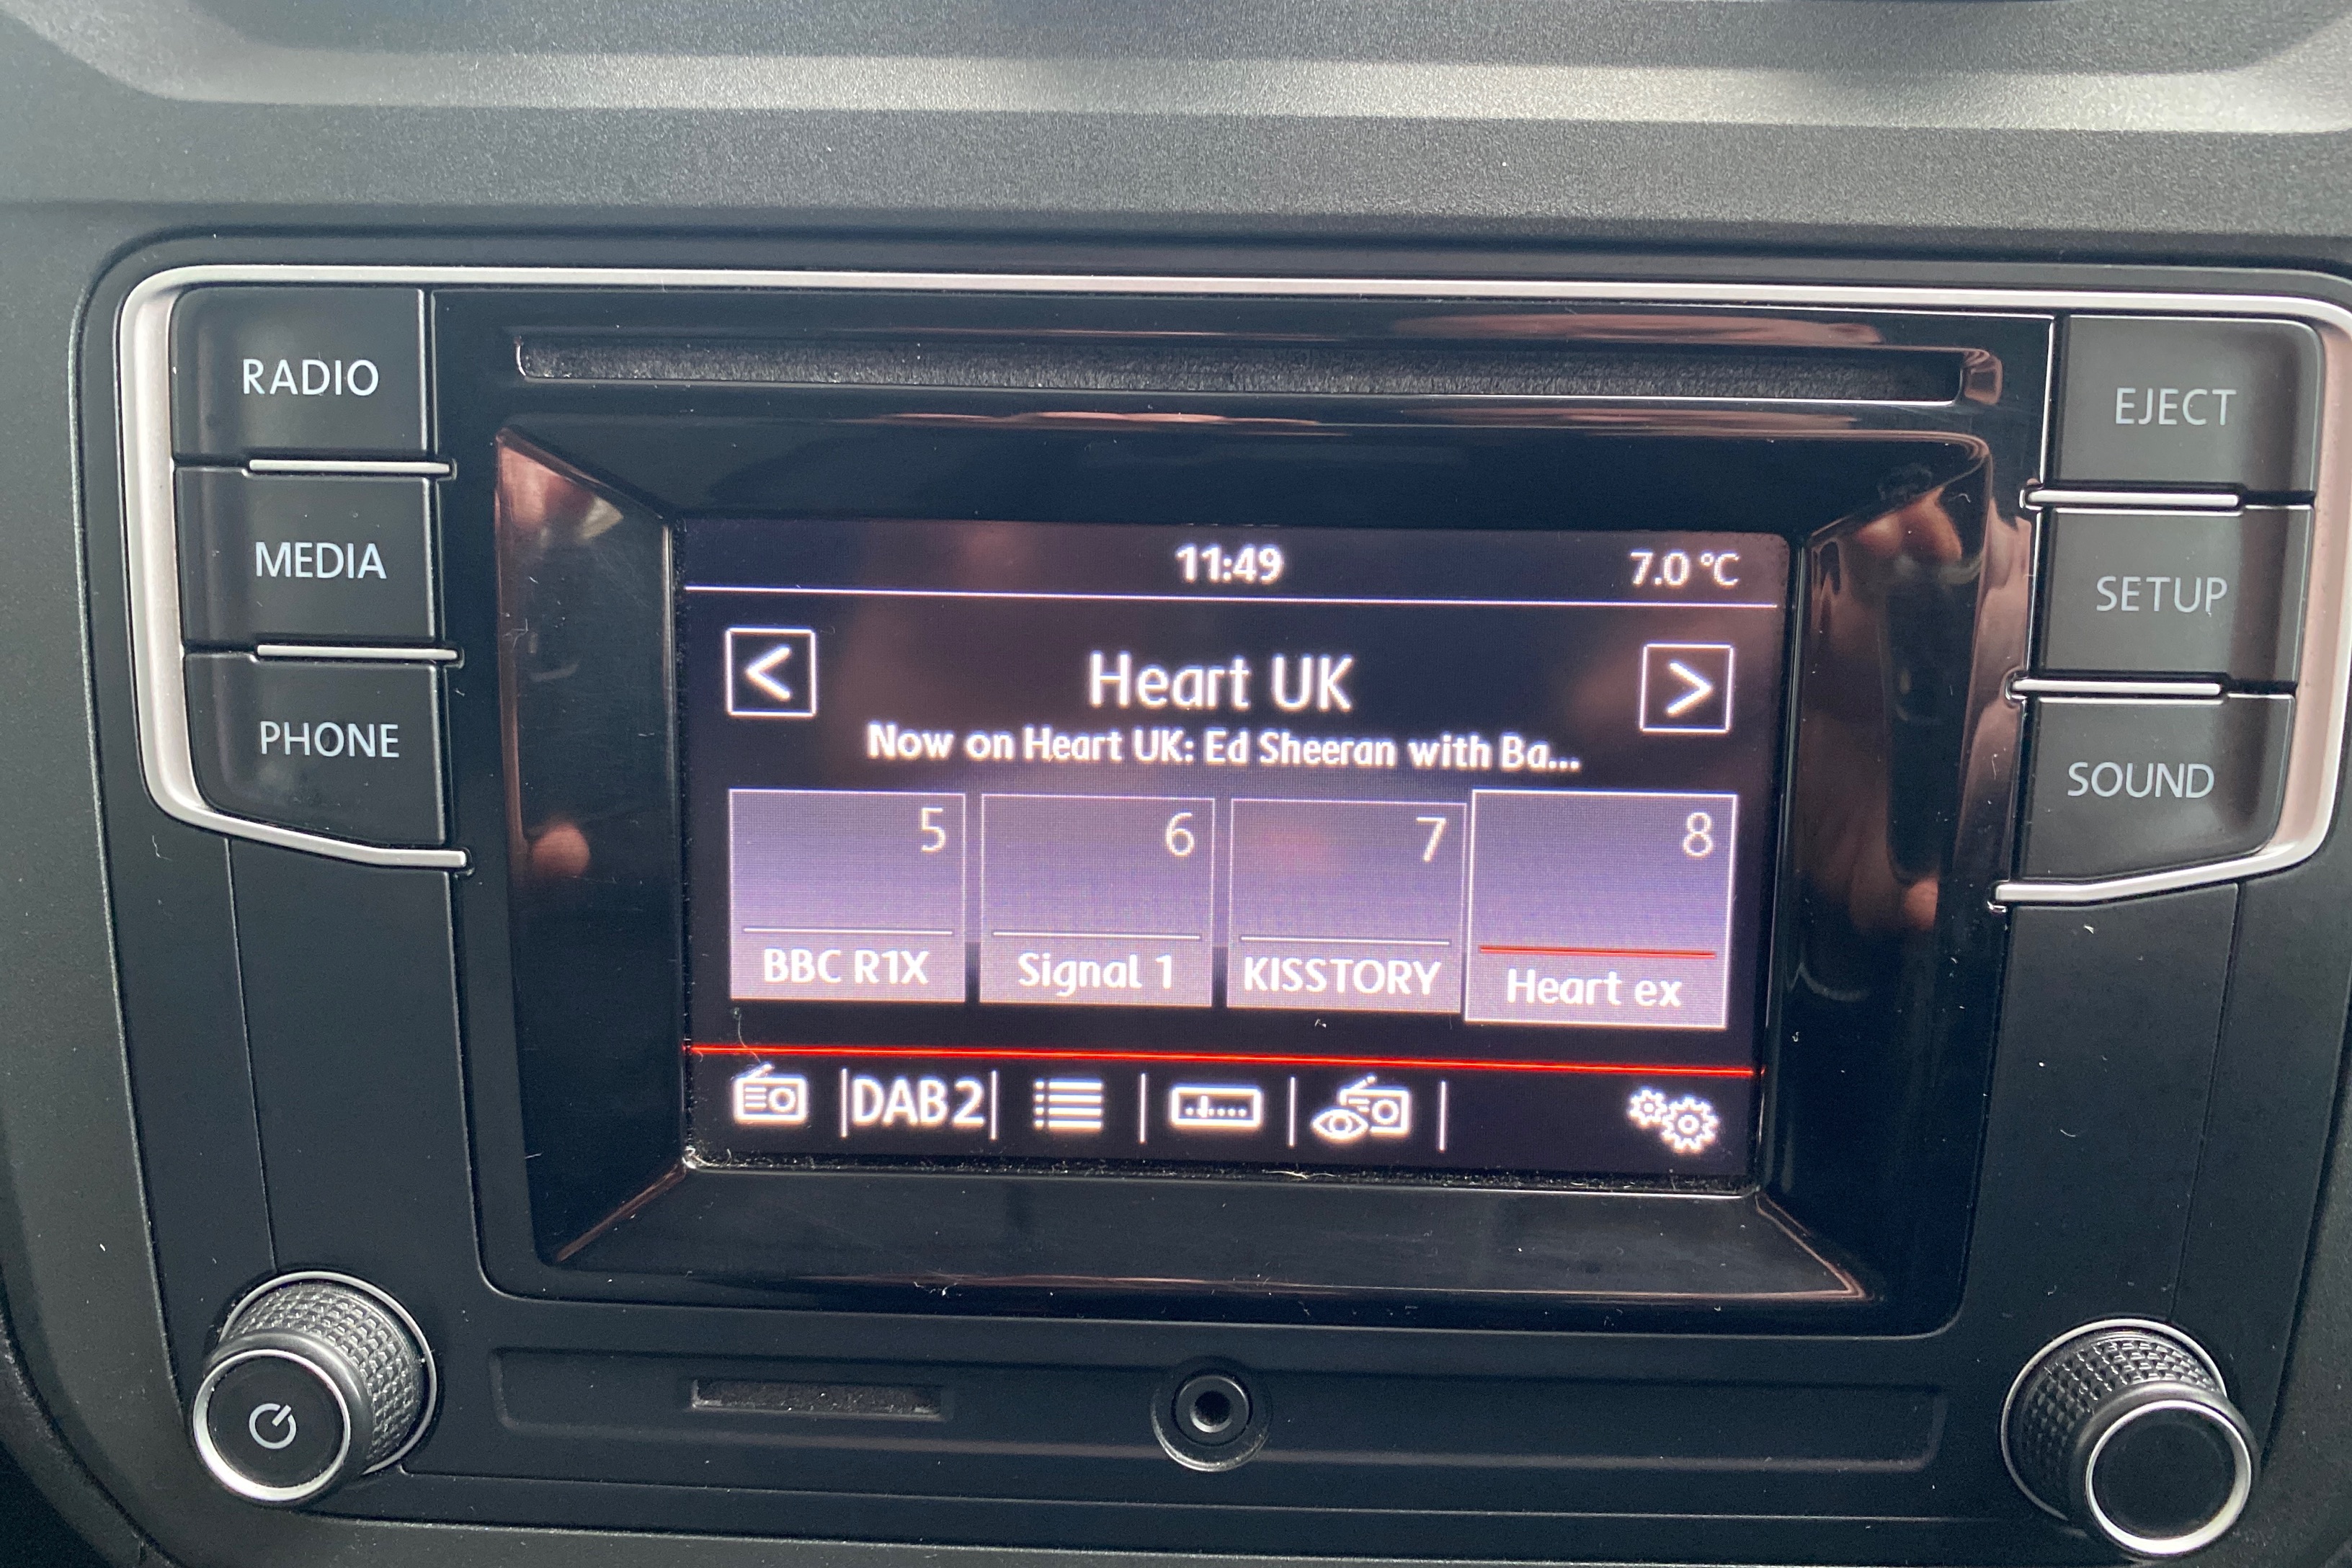 RADIO
MEDIA
PHONE
EJECT
SETUP
SOUND
11:49 7.0 °C
< Heart UK >
Now on Heart UK: Ed Sheeran with Ba...
5 6 7 8
BBC R1X Signal 1 KISSTORY Heart ex
DAB2